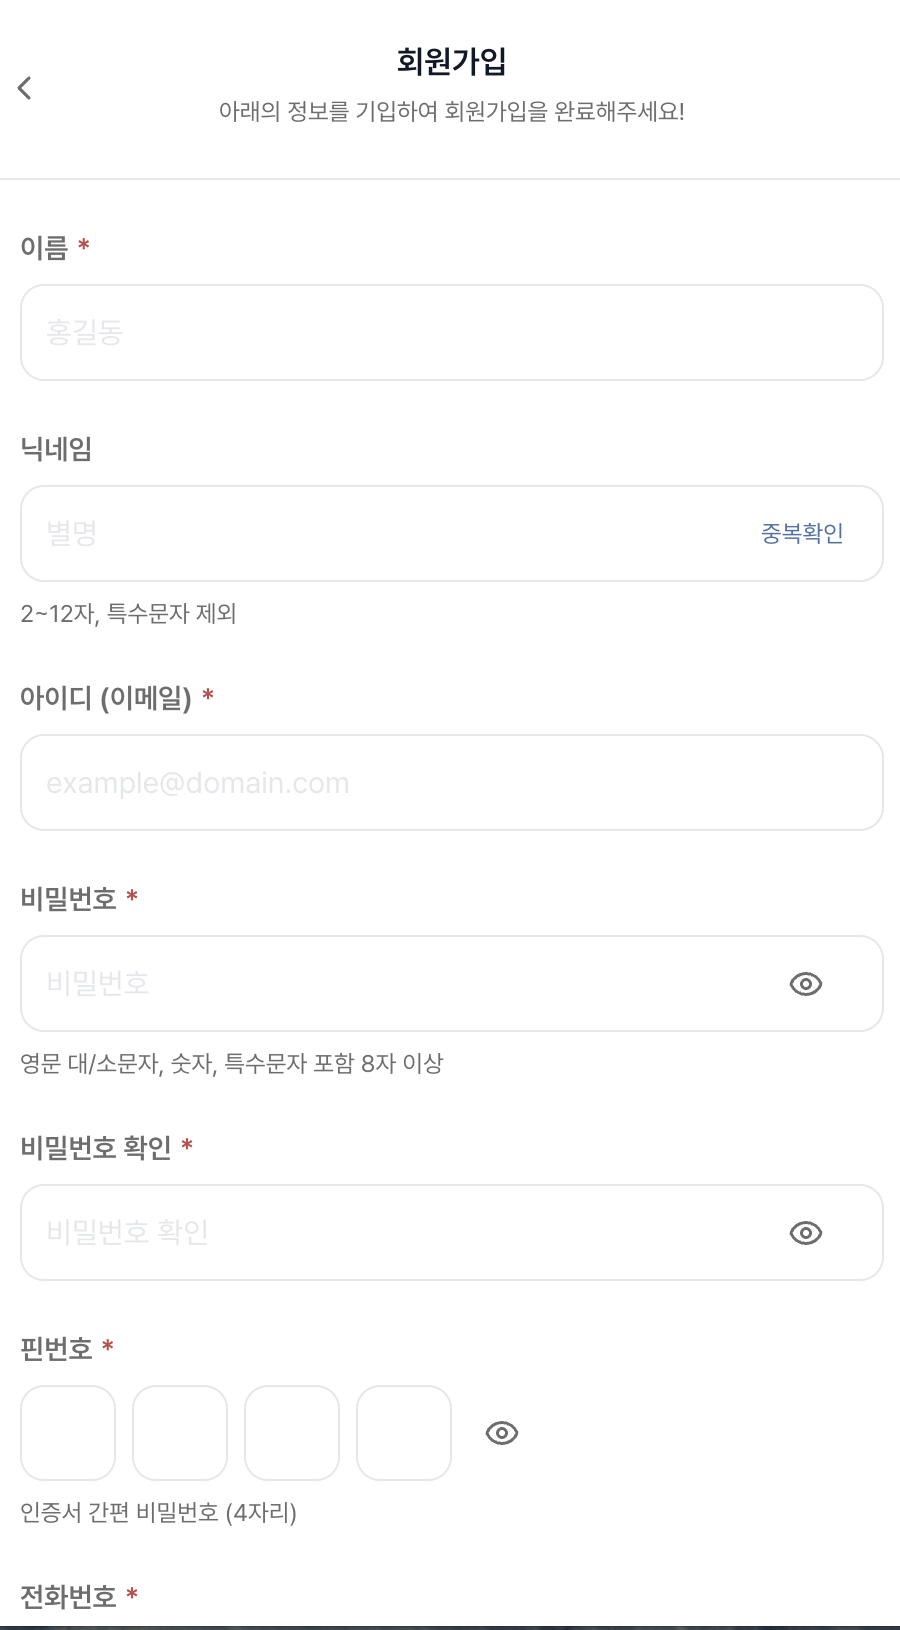 회원가입
아래의 정보를 기입하여 회원가입을 완료해주세요!
이름 *
홍길동
닉네임
별명
중복확인
2~12자, 특수문자 제외
아이디 (이메일) *
example@domain.com
비밀번호 *
비밀번호
영문 대/소문자, 숫자, 특수문자 포함 8자 이상
비밀번호 확인 *
비밀번호 확인
핀번호 *
인증서 간편 비밀번호 (4자리)
전화번호 *